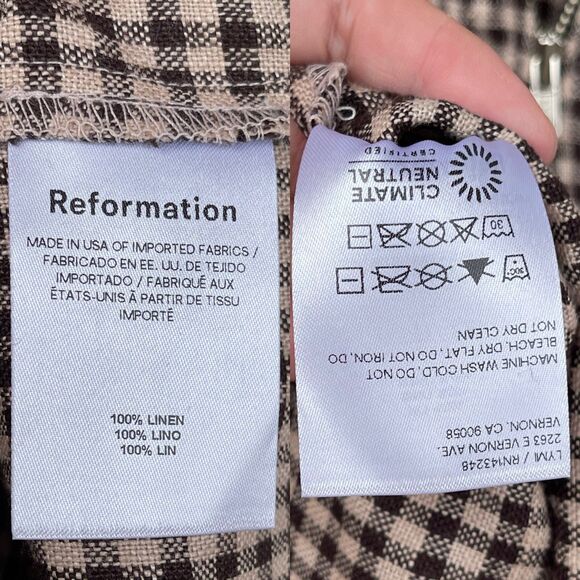 Reformation
MADE IN USA OF IMPORTED FABRICS /
FABRICADO EN EE. UU. DE TEJIDO
IMPORTADO / FABRIQUÉ AUX
ÉTATS-UNIS À PARTIR DE TISSU
IMPORTÉ
100% LINEN
100% LINO
100% LIN
LYMI / RN143248
2263 E VERNON AVE.
VERNON, CA 90058
MACHINE WASH COLD, DO NOT
BLEACH. DRY FLAT, DO NOT IRON, DO
NOT DRY CLEAN
30C
30
CLIMATE
NEUTRAL
CERTIFIED